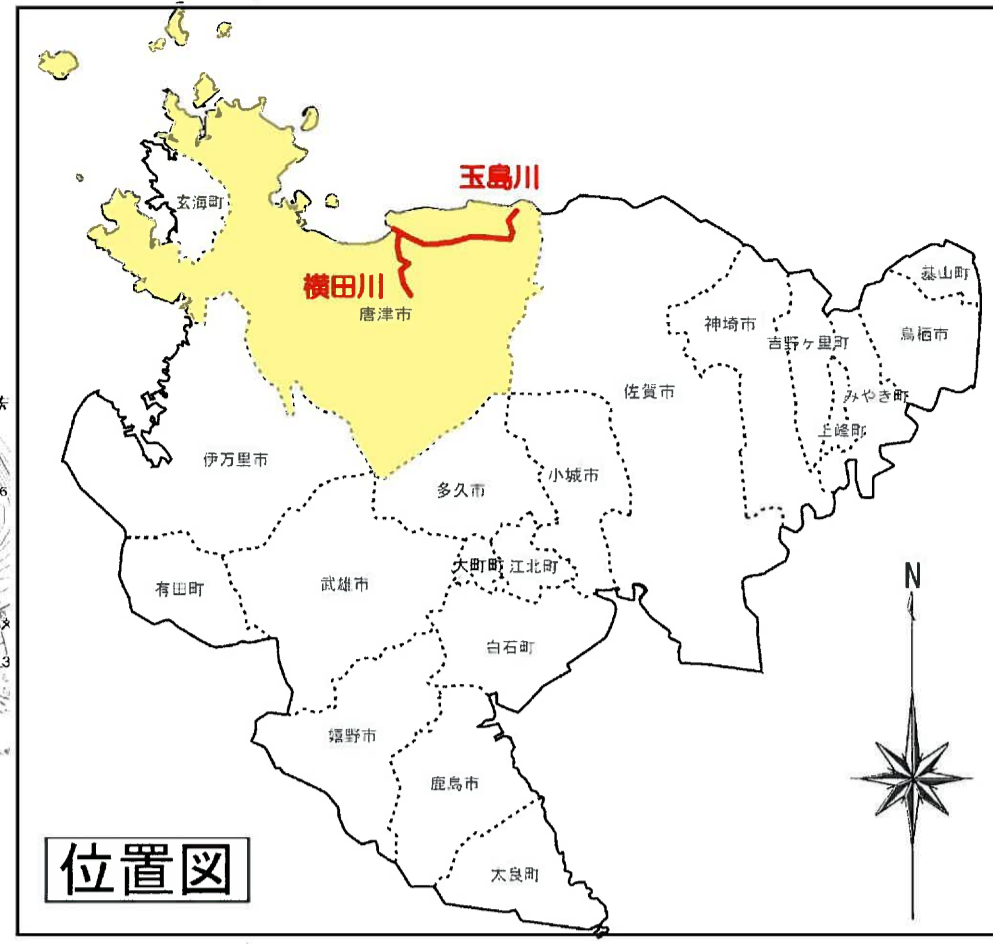 玉島川
玄海町
横田川
唐津市
基山町
神埼市
吉野ヶ里町
鳥栖市
佐賀市
みやき町
上峰町
伊万里市
多久市
小城市
大町町
江北町
有田町
武雄市
白石町
N
嬉野市
鹿島市
太良町
位置図